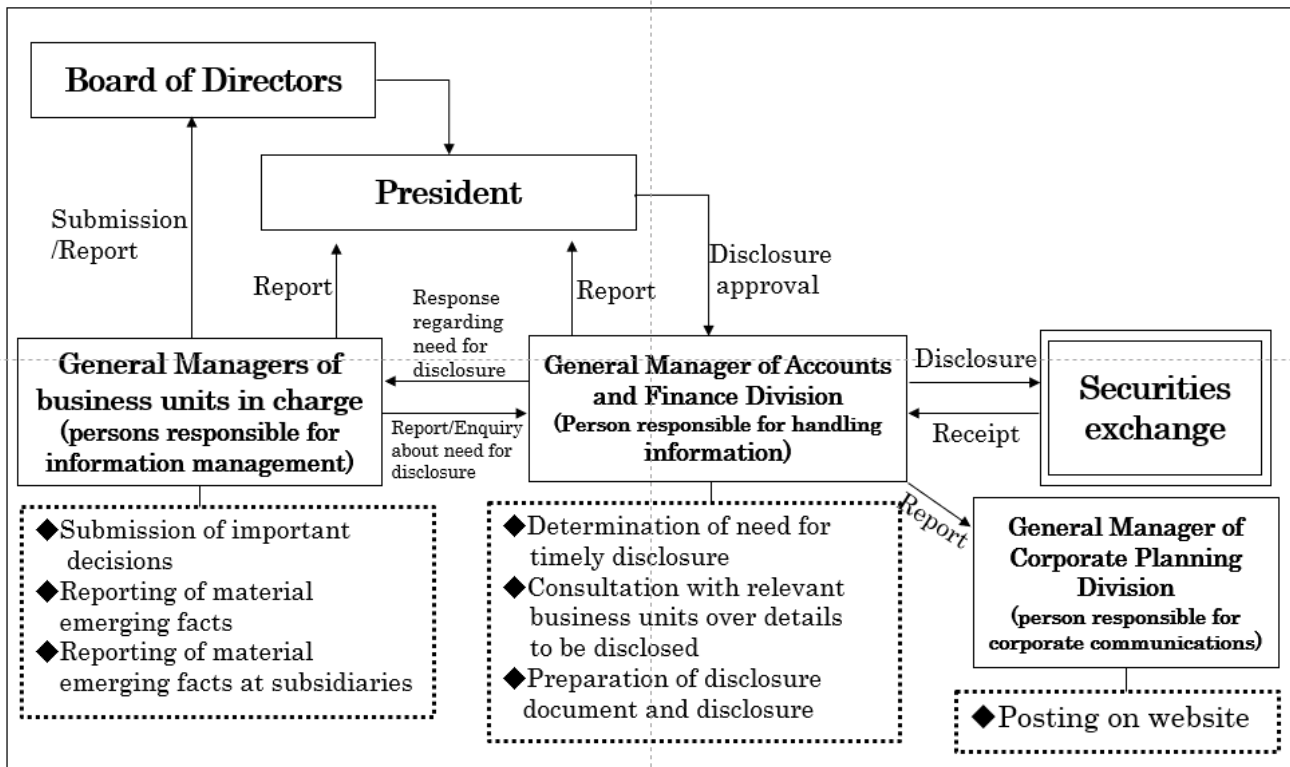 Board of Directors
President
Submission
/Report
Report
Response
regarding
need for
disclosure
Report
Disclosure
approval
General Managers of
business units in charge
(persons responsible for
information management)
Report/Enquiry
about need for
disclosure
General Manager of Accounts
and Finance Division
(Person responsible for handling
information)
Disclosure
Receipt
Securities
exchange
Report
◆Submission of important
decisions
◆Reporting of material
emerging facts
◆Reporting of material
emerging facts at subsidiaries
◆Determination of need for
timely disclosure
◆Consultation with relevant
business units over details
to be disclosed
◆Preparation of disclosure
document and disclosure
General Manager of
Corporate Planning
Division
(person responsible for
corporate communications)
◆Posting on website